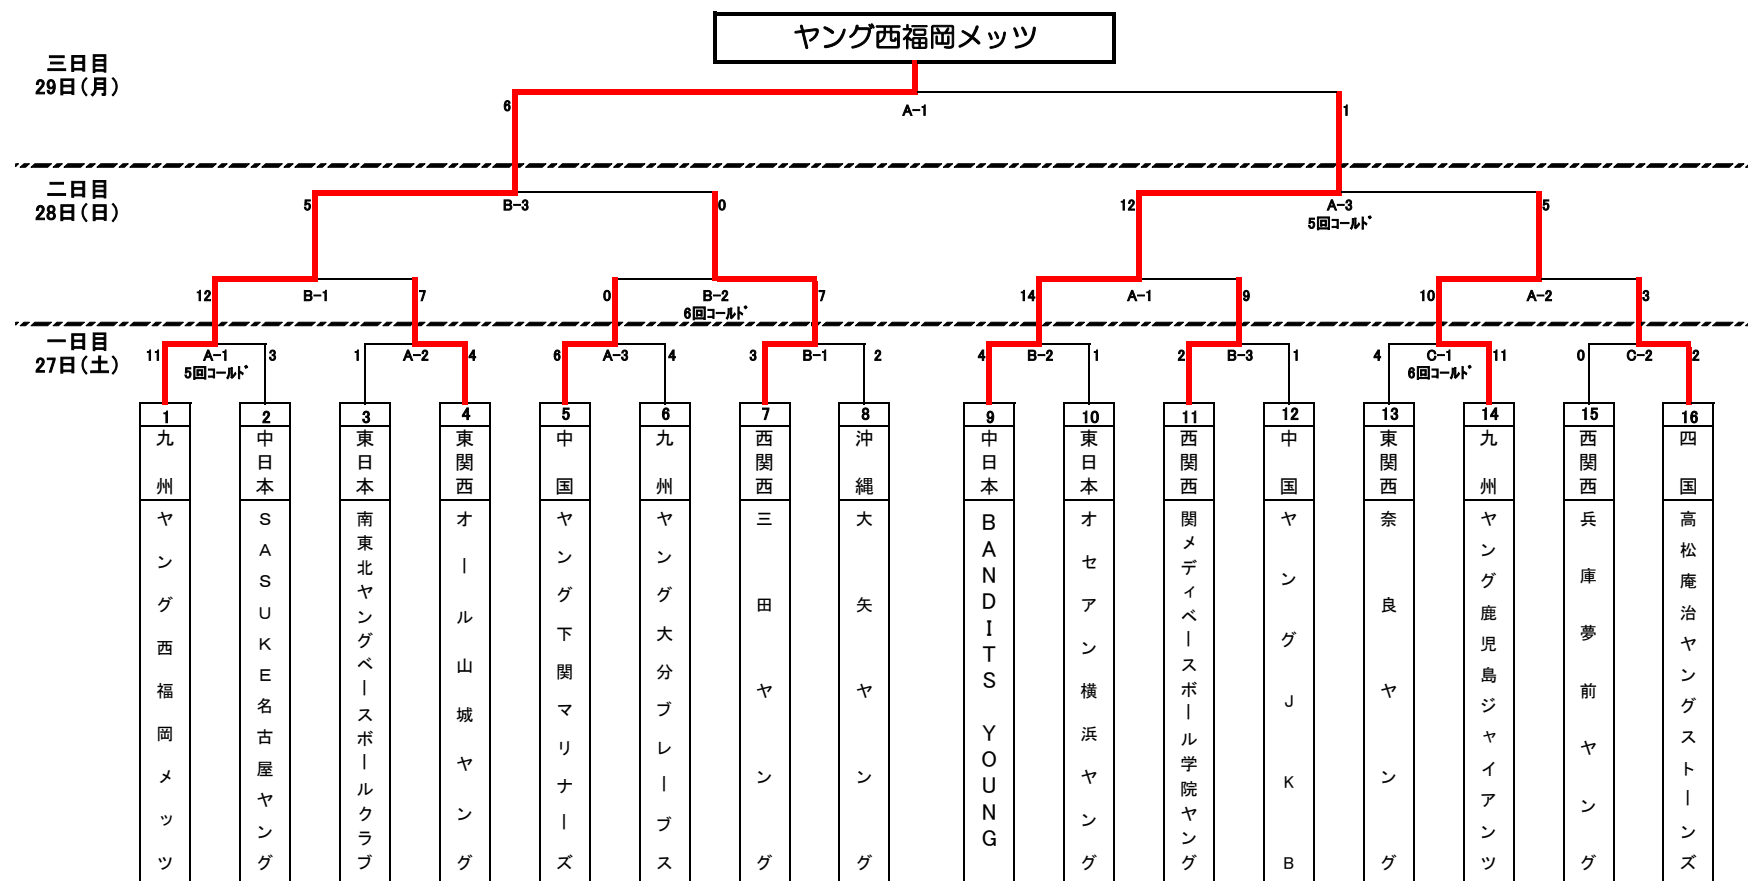 ヤング西福岡メッツ
三日目
29日(月)
6
A-1
1
二日目
28日(日)
5
B-3
0
12
A-3
5
5回コールド
12
B-1
7
0
B-2
7
6回コールド
14
A-1
9
10
A-2
3
一日目
27日(土)
11
A-1
3
5回コールド
1
A-2
4
6
A-3
4
3
B-1
2
4
B-2
1
2
B-3
1
4
C-1
11
6回コールド
0
C-2
2
1
九州
ヤング西福岡メッツ
2
中日本
SASUKE名古屋ヤング
3
東日本
南東北ヤングベースボールクラブ
4
東関西
オール山城ヤング
5
中国
ヤング下関マリナーズ
6
九州
ヤング大分ブレーブス
7
西関西
三田ヤング
8
沖縄
大矢ヤング
9
中日本
BANDITS YOUNG
10
東日本
オセアン横浜ヤング
11
西関西
関メディベースボール学院ヤング
12
中国
ヤングJKB
13
東関西
奈良ヤング
14
九州
ヤング鹿児島ジャイアンツ
15
西関西
兵庫夢前ヤング
16
四国
高松庵治ヤングストーンズ